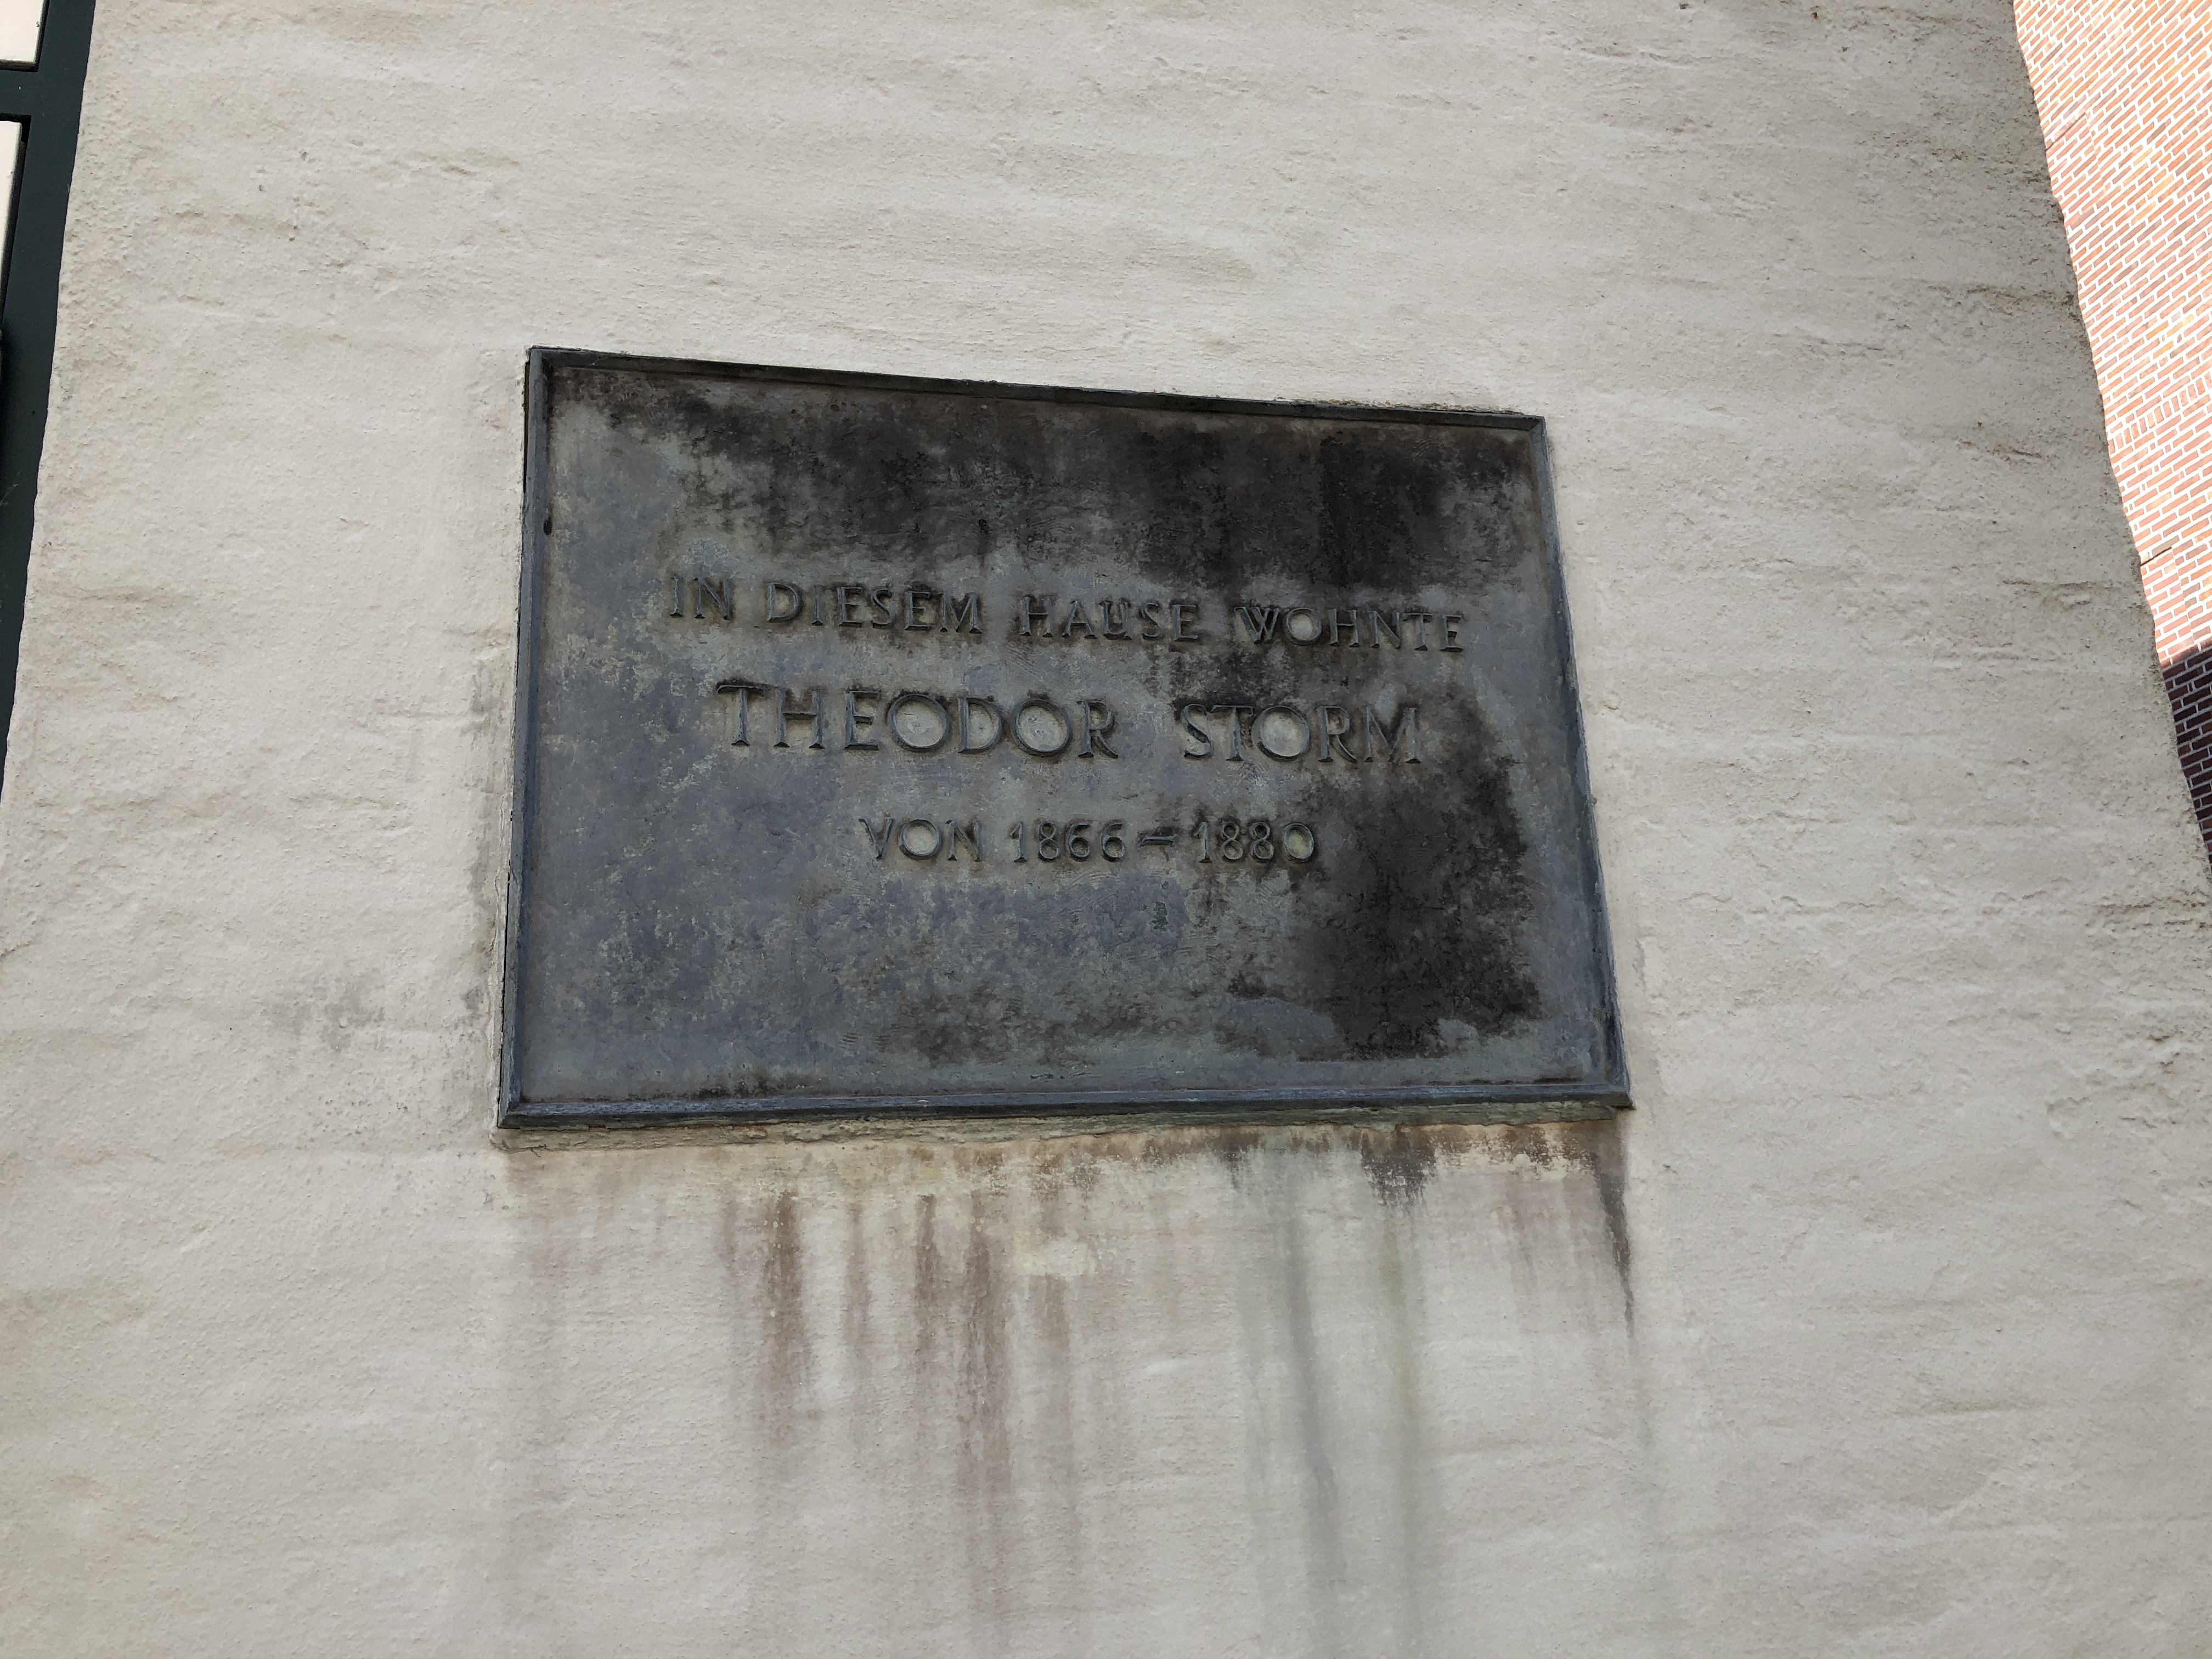 IN DIESEM HAUSE WOHNTE
THEODOR STORM
VON 1866–1880